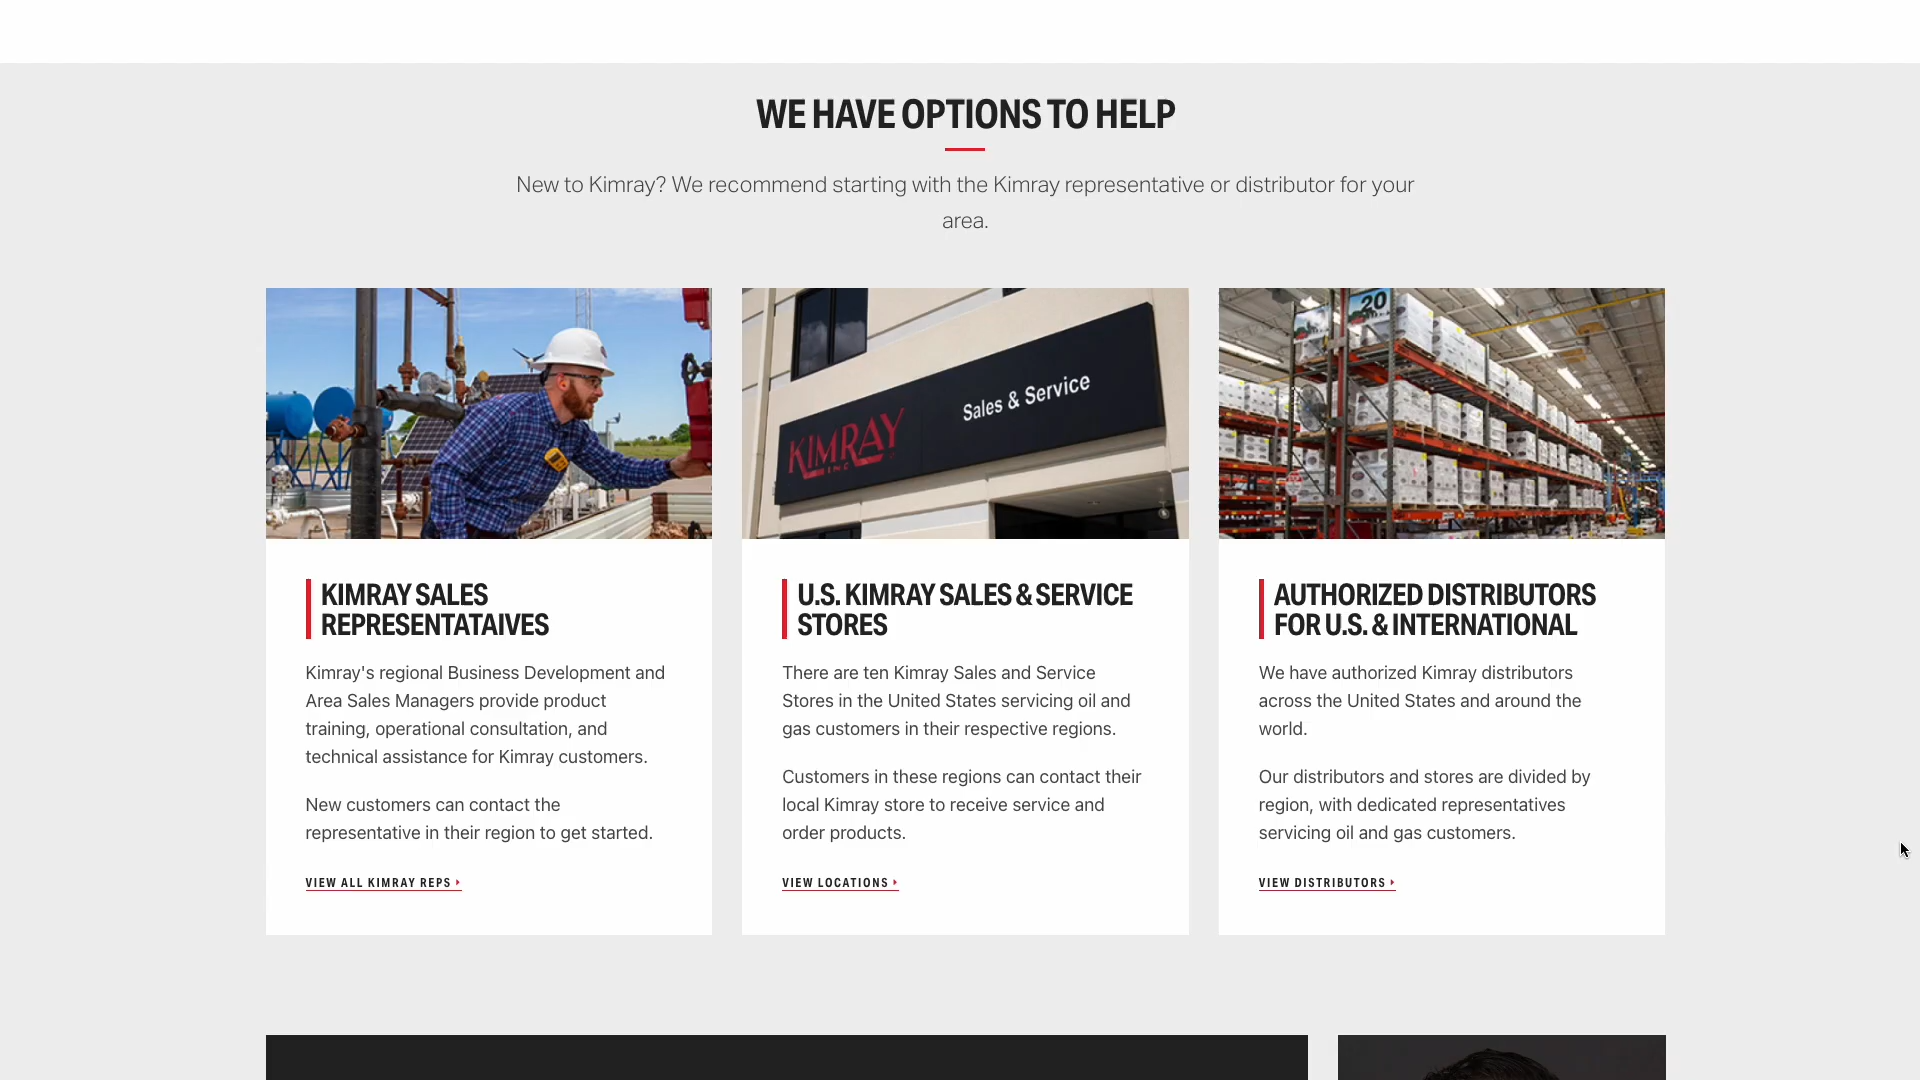 WE HAVE OPTIONS TO HELP
New to Kimray? We recommend starting with the Kimray representative or distributor for your
area.
20
KIMRAY
INC
Sales & Service
KIMRAY SALES
REPRESENTATAIVES
Kimray's regional Business Development and
Area Sales Managers provide product
training, operational consultation, and
technical assistance for Kimray customers.
New customers can contact the
representative in their region to get started.
VIEW ALL KIMRAY REPS
U.S. KIMRAY SALES & SERVICE
STORES
There are ten Kimray Sales and Service
Stores in the United States servicing oil and
gas customers in their respective regions.
Customers in these regions can contact their
local Kimray store to receive service and
order products.
VIEW LOCATIONS
AUTHORIZED DISTRIBUTORS
FOR U.S. & INTERNATIONAL
We have authorized Kimray distributors
across the United States and around the
world.
Our distributors and stores are divided by
region, with dedicated representatives
servicing oil and gas customers.
VIEW DISTRIBUTORS